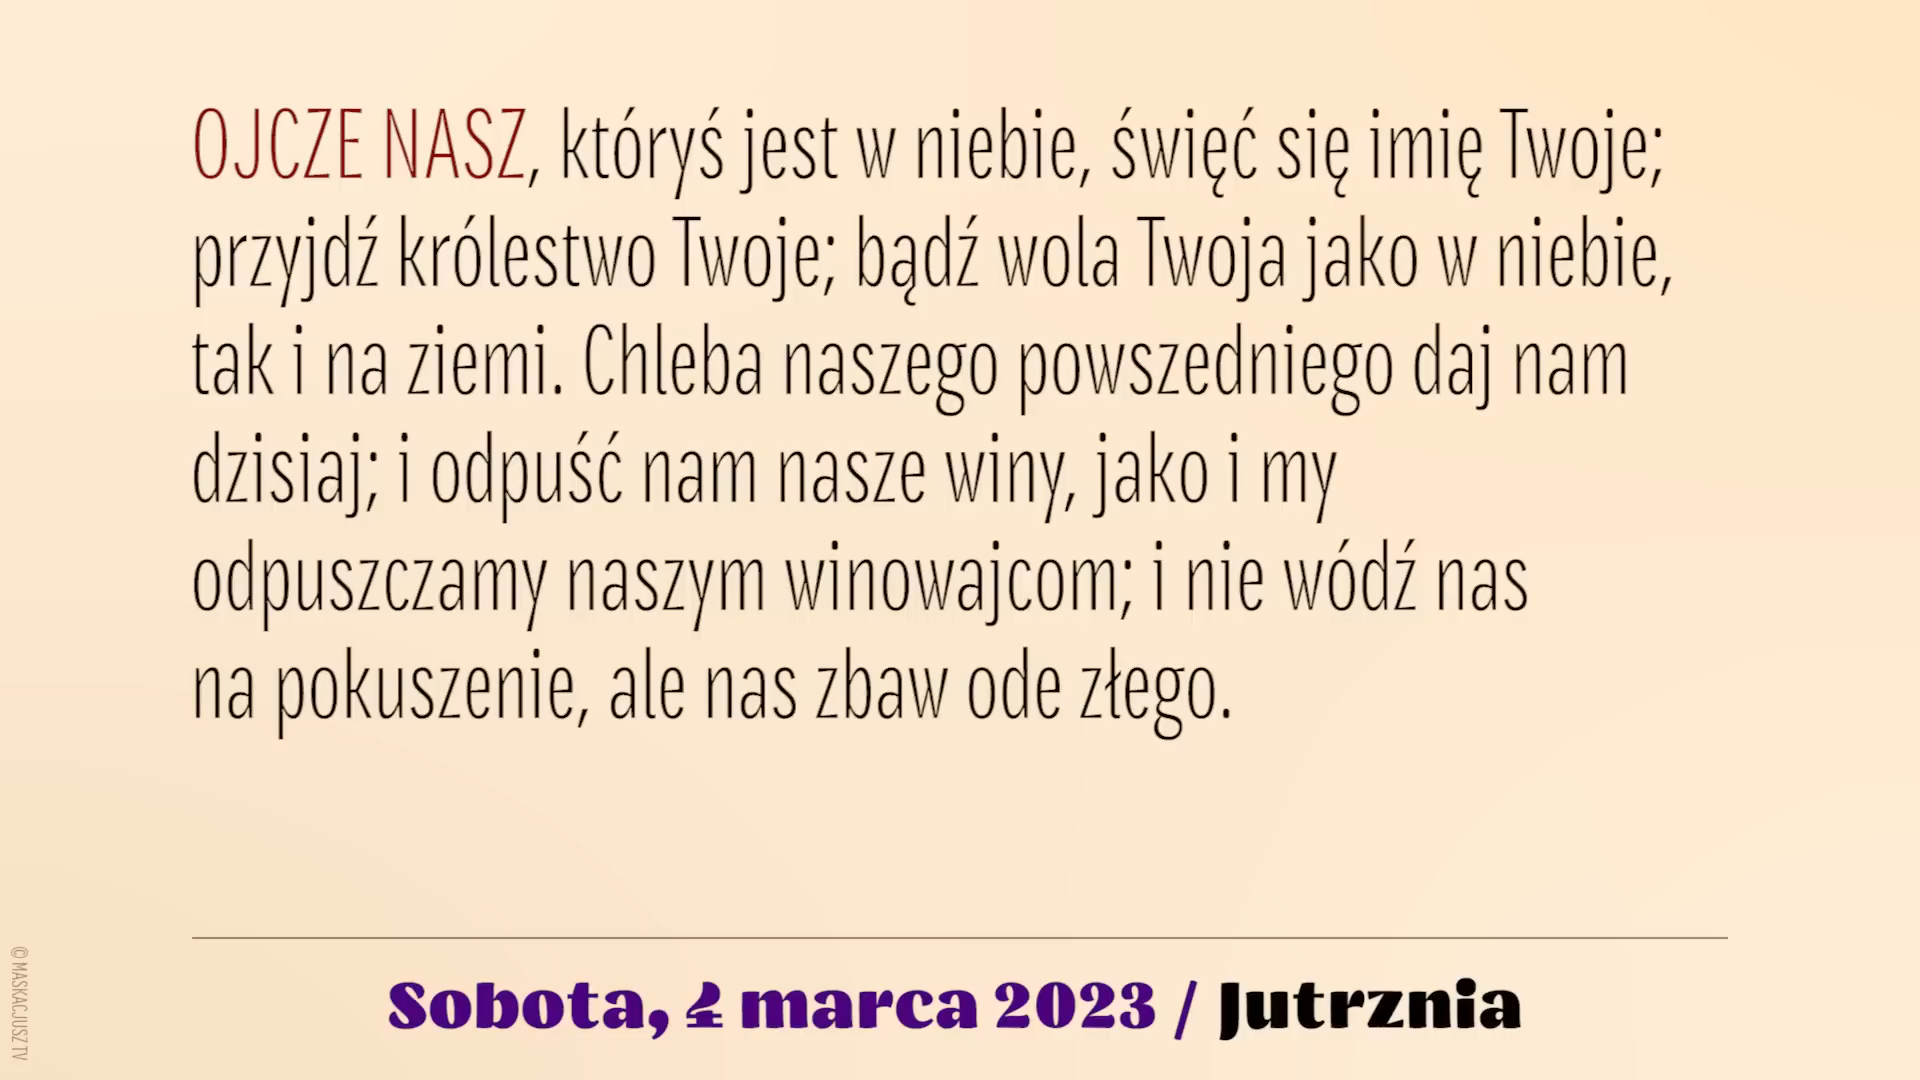 OJCZE NASZ, któryś jest w niebie, święć się imię Twoje;
przyjdź królestwo Twoje; bądź wola Twoja jako w niebie,
tak i na ziemi. Chleba naszego powszedniego daj nam
dzisiaj; i odpuść nam nasze winy, jako i my
odpuszczamy naszym winowajcom; i nie wódź nas
na pokuszenie, ale nas zbaw ode złego.
Sobota, 4 marca 2023 / Jutrznia
© MASKACJUSZ TV